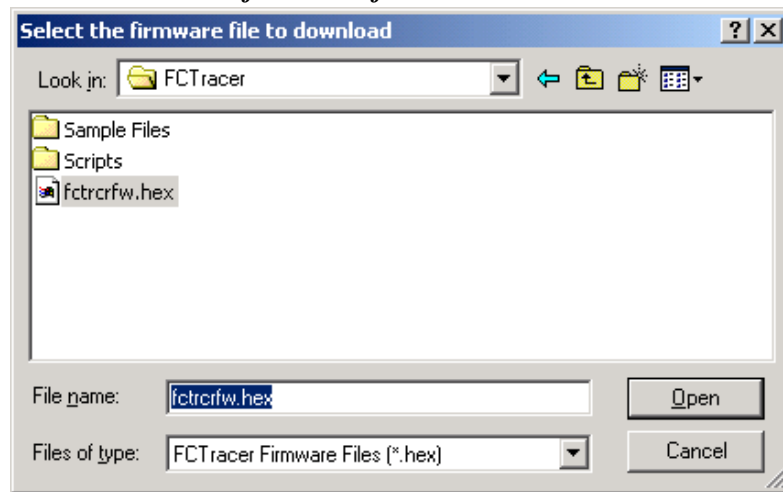 Select the firmware file to download
Look in: FCTracer
Sample Files
Scripts
fctrcrfw.hex
File name: fctrcrfw.hex Open
Files of type: FCTracer Firmware Files (*.hex) Cancel